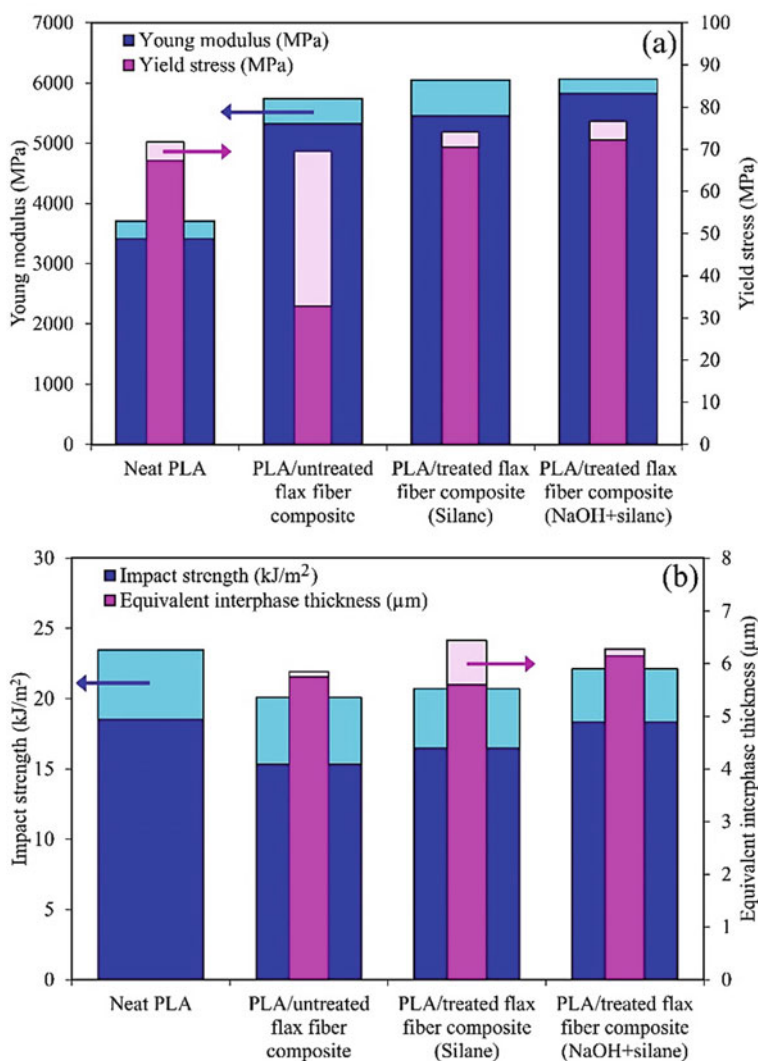 (a)
Young modulus (MPa)
Yield stress (MPa)
Young modulus (MPa)
7000
6000
5000
4000
3000
2000
1000
0
Yield stress (MPa)
100
90
80
70
60
50
40
30
20
10
0
Neat PLA
PLA/untreated
flax fiber
composite
PLA/treated flax
fiber composite
(Silane)
PLA/treated flax
fiber composite
(NaOH+silane)
(b)
Impact strength (kJ/m²)
Equivalent interphase thickness (µm)
Impact strength (kJ/m²)
30
25
20
15
10
5
0
Equivalent interphase thickness (µm)
8
7
6
5
4
3
2
1
0
Neat PLA
PLA/untreated
flax fiber
composite
PLA/treated flax
fiber composite
(Silane)
PLA/treated flax
fiber composite
(NaOH+silane)